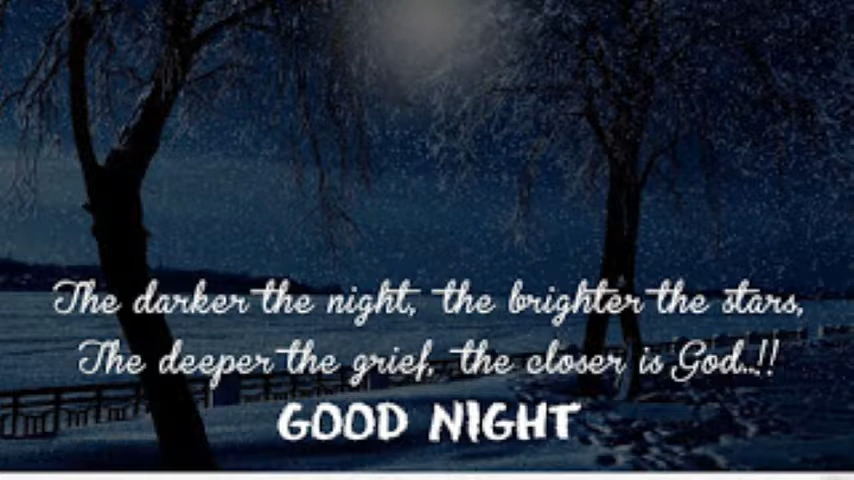 The darker the night, the brighter the stars,
The deeper the grief, the closer is God..!!
GOOD NIGHT